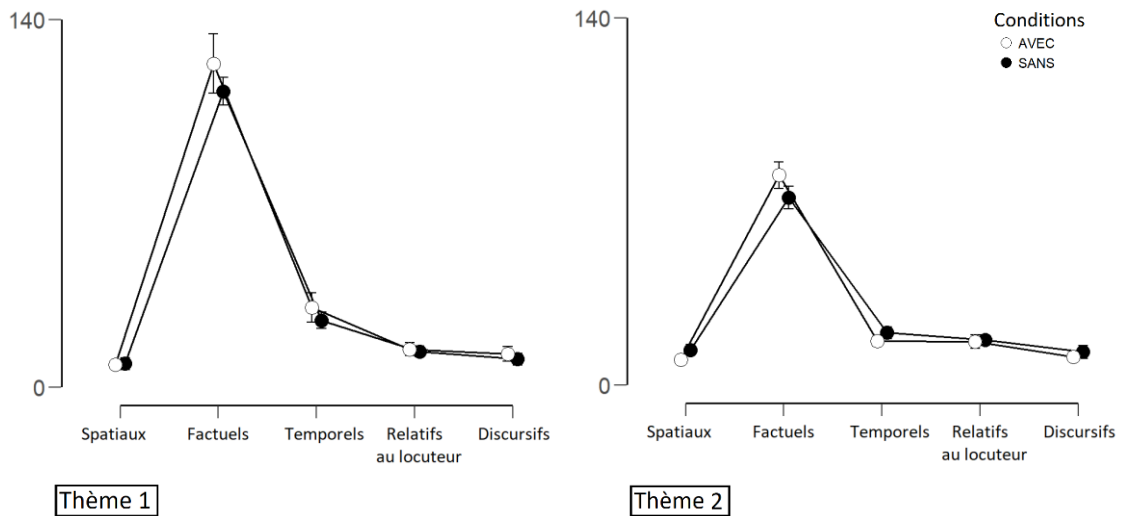 140
0
Spatiaux
Factuels
Temporels
Relatifs
au locuteur
Discursifs
Thème 1
140
0
Conditions
AVEC
SANS
Spatiaux
Factuels
Temporels
Relatifs
au locuteur
Discursifs
Thème 2